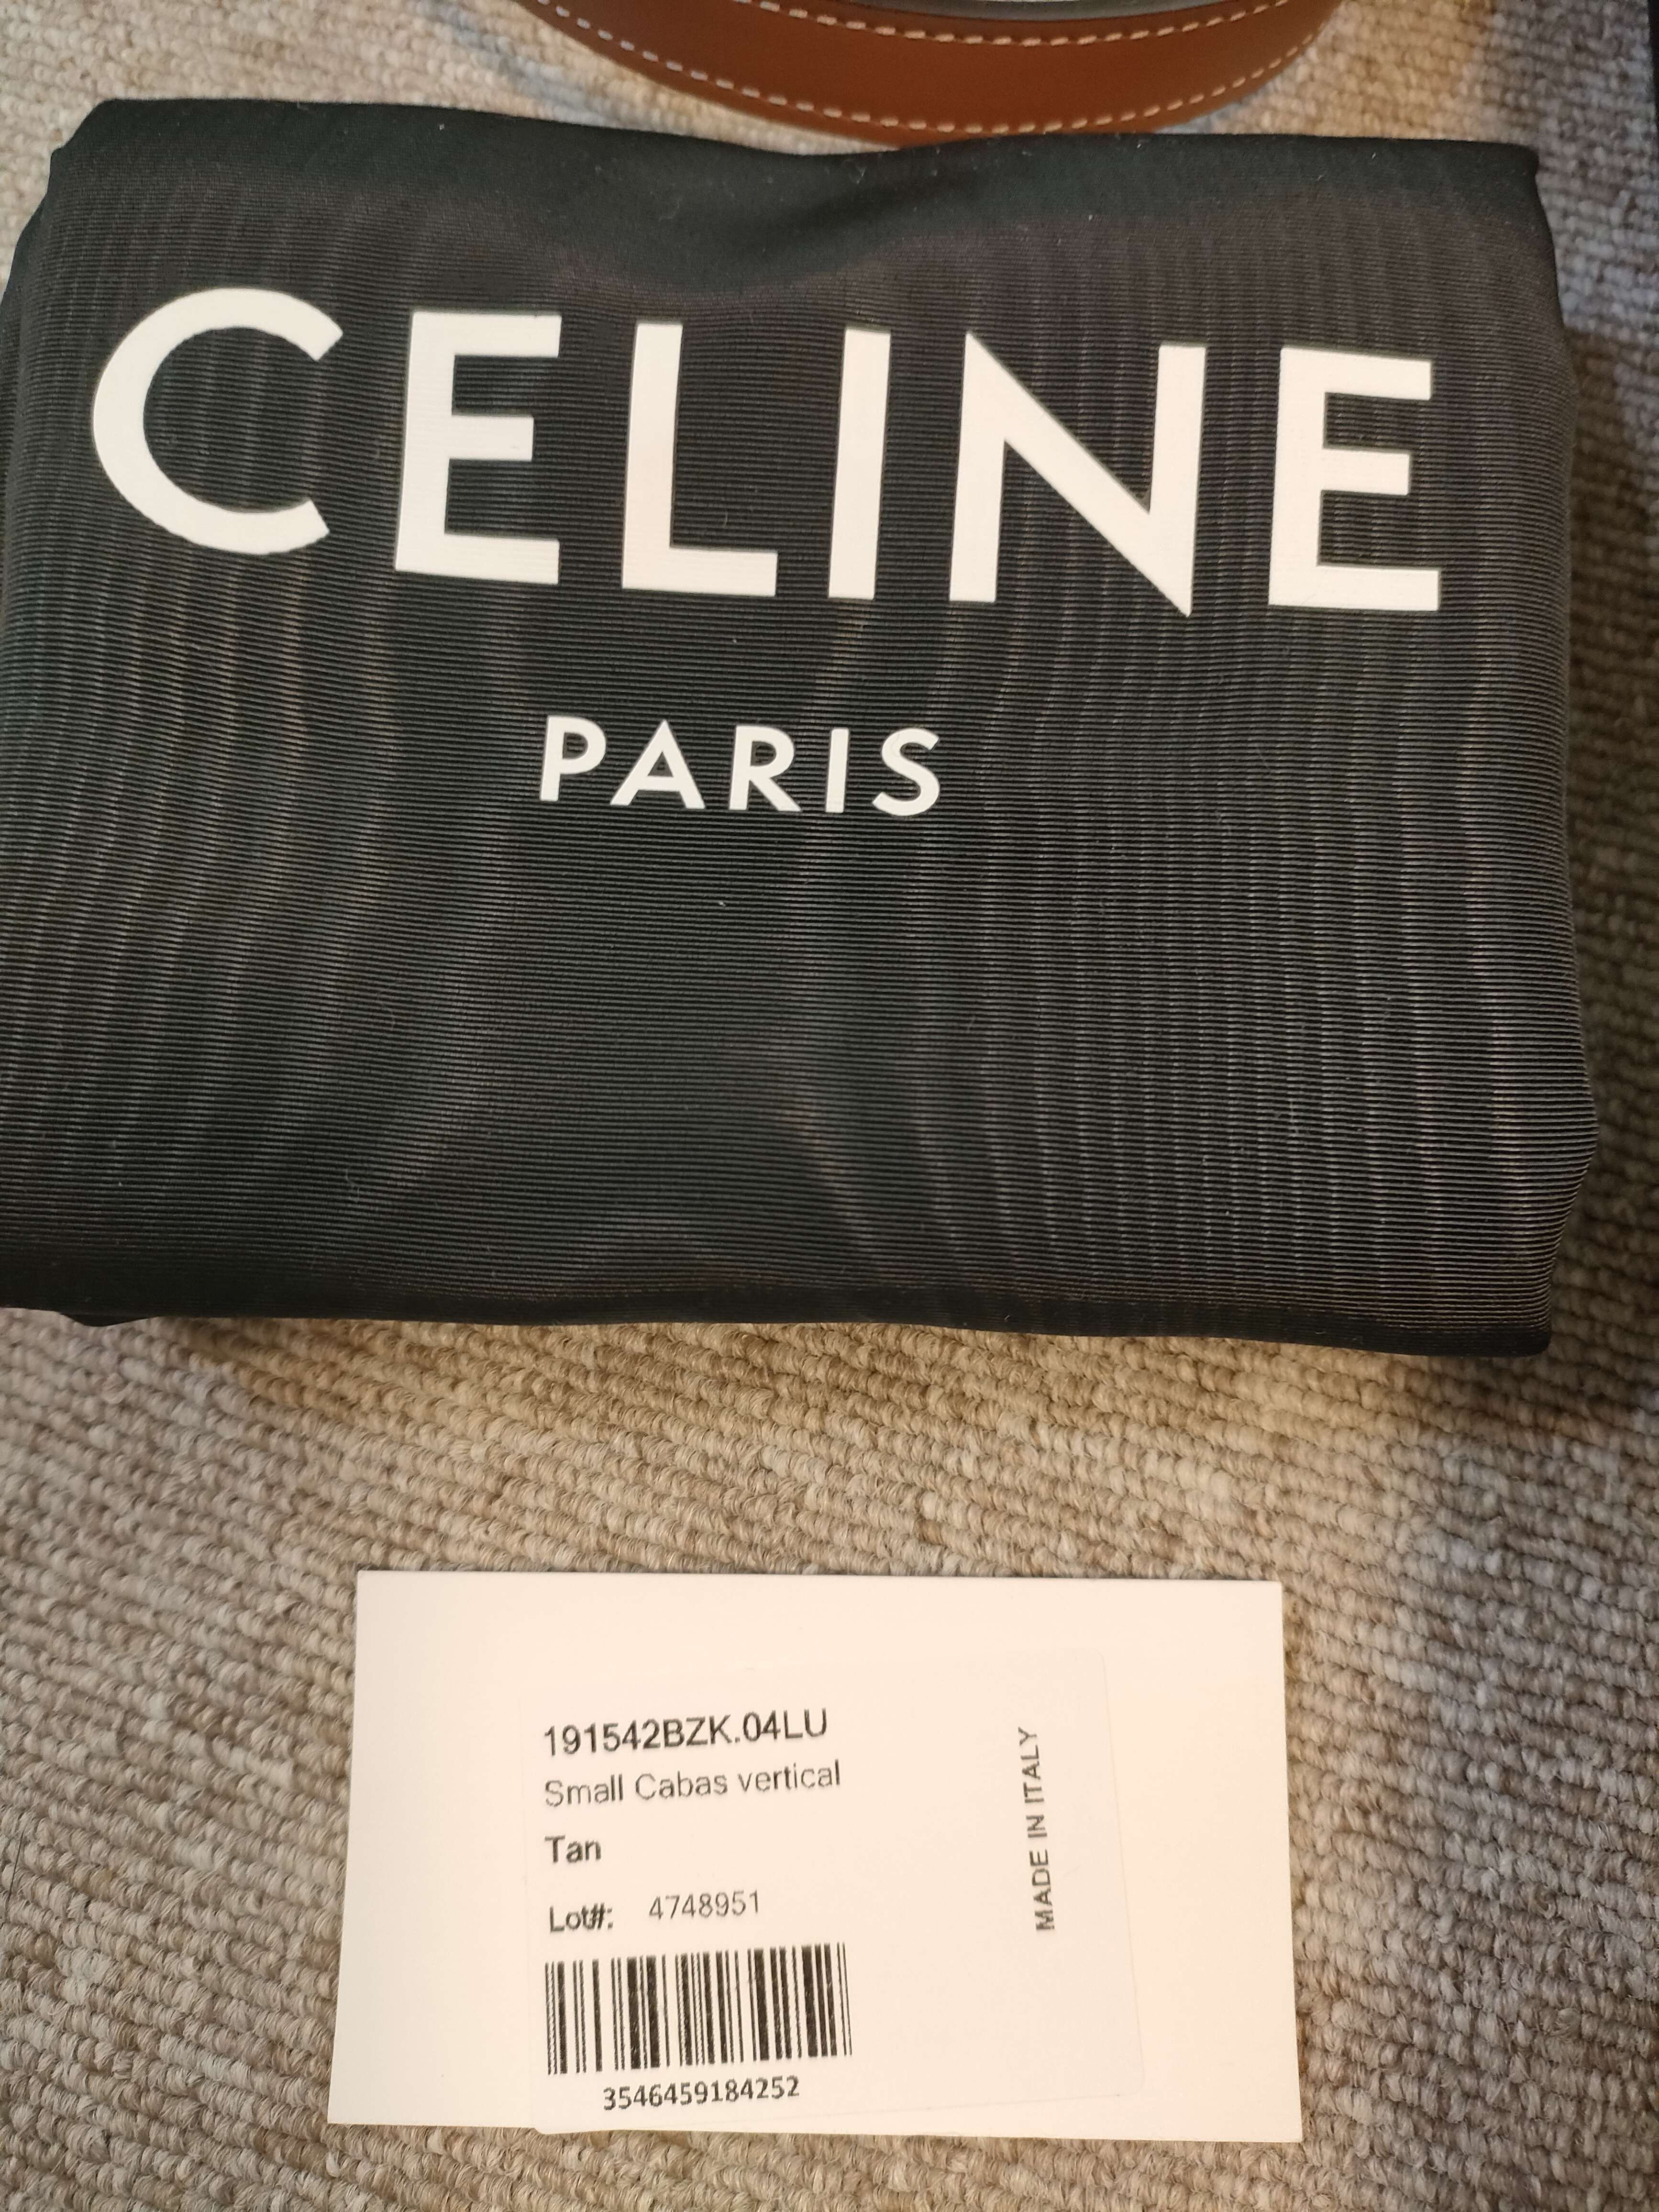 CELINE
PARIS
191542BZK.04LU
Small Cabas vertical
Tan
Lot#: 4748951
3546459184252
MADE IN ITALY